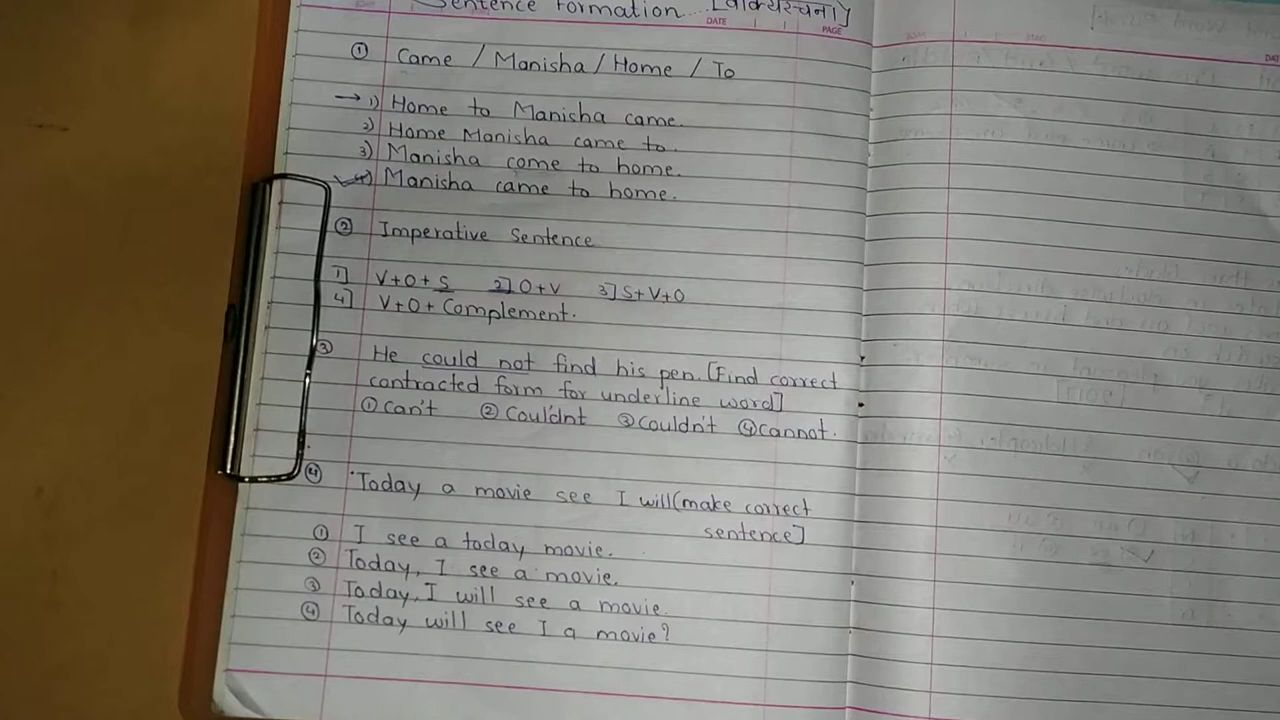 Sentence Formation [वाक्यरचना]
DATE
PAGE
① Came / Manisha / Home / To
→ 1) Home to Manisha came.
2) Home Manisha came to.
3) Manisha come to home.
4) Manisha came to home.
② Imperative Sentence
1] V+O+S 2] O+V 3] S+V+O
4] V+O+ Complement.
③ He could not find his pen. [Find correct
contracted form for underline word]
① Can't ② Couldnt ③ Couldn't ④ Cannot.
④ Today a movie see I will (make correct
sentence]
① I see a today movie.
② Today, I see a movie.
③ Today, I will see a movie.
④ Today will see I a movie?